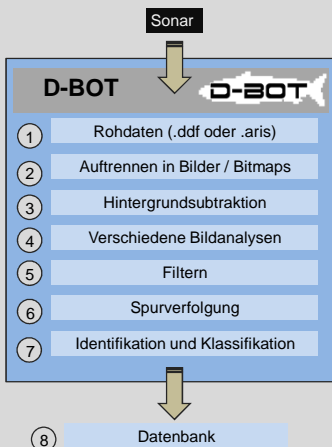 Sonar
D-BOT D-BOT
1 Rohdaten (.ddf oder .aris)
2 Auftrennen in Bilder / Bitmaps
3 Hintergrundsubtraktion
4 Verschiedene Bildanalysen
5 Filtern
6 Spurverfolgung
7 Identifikation und Klassifikation
8 Datenbank